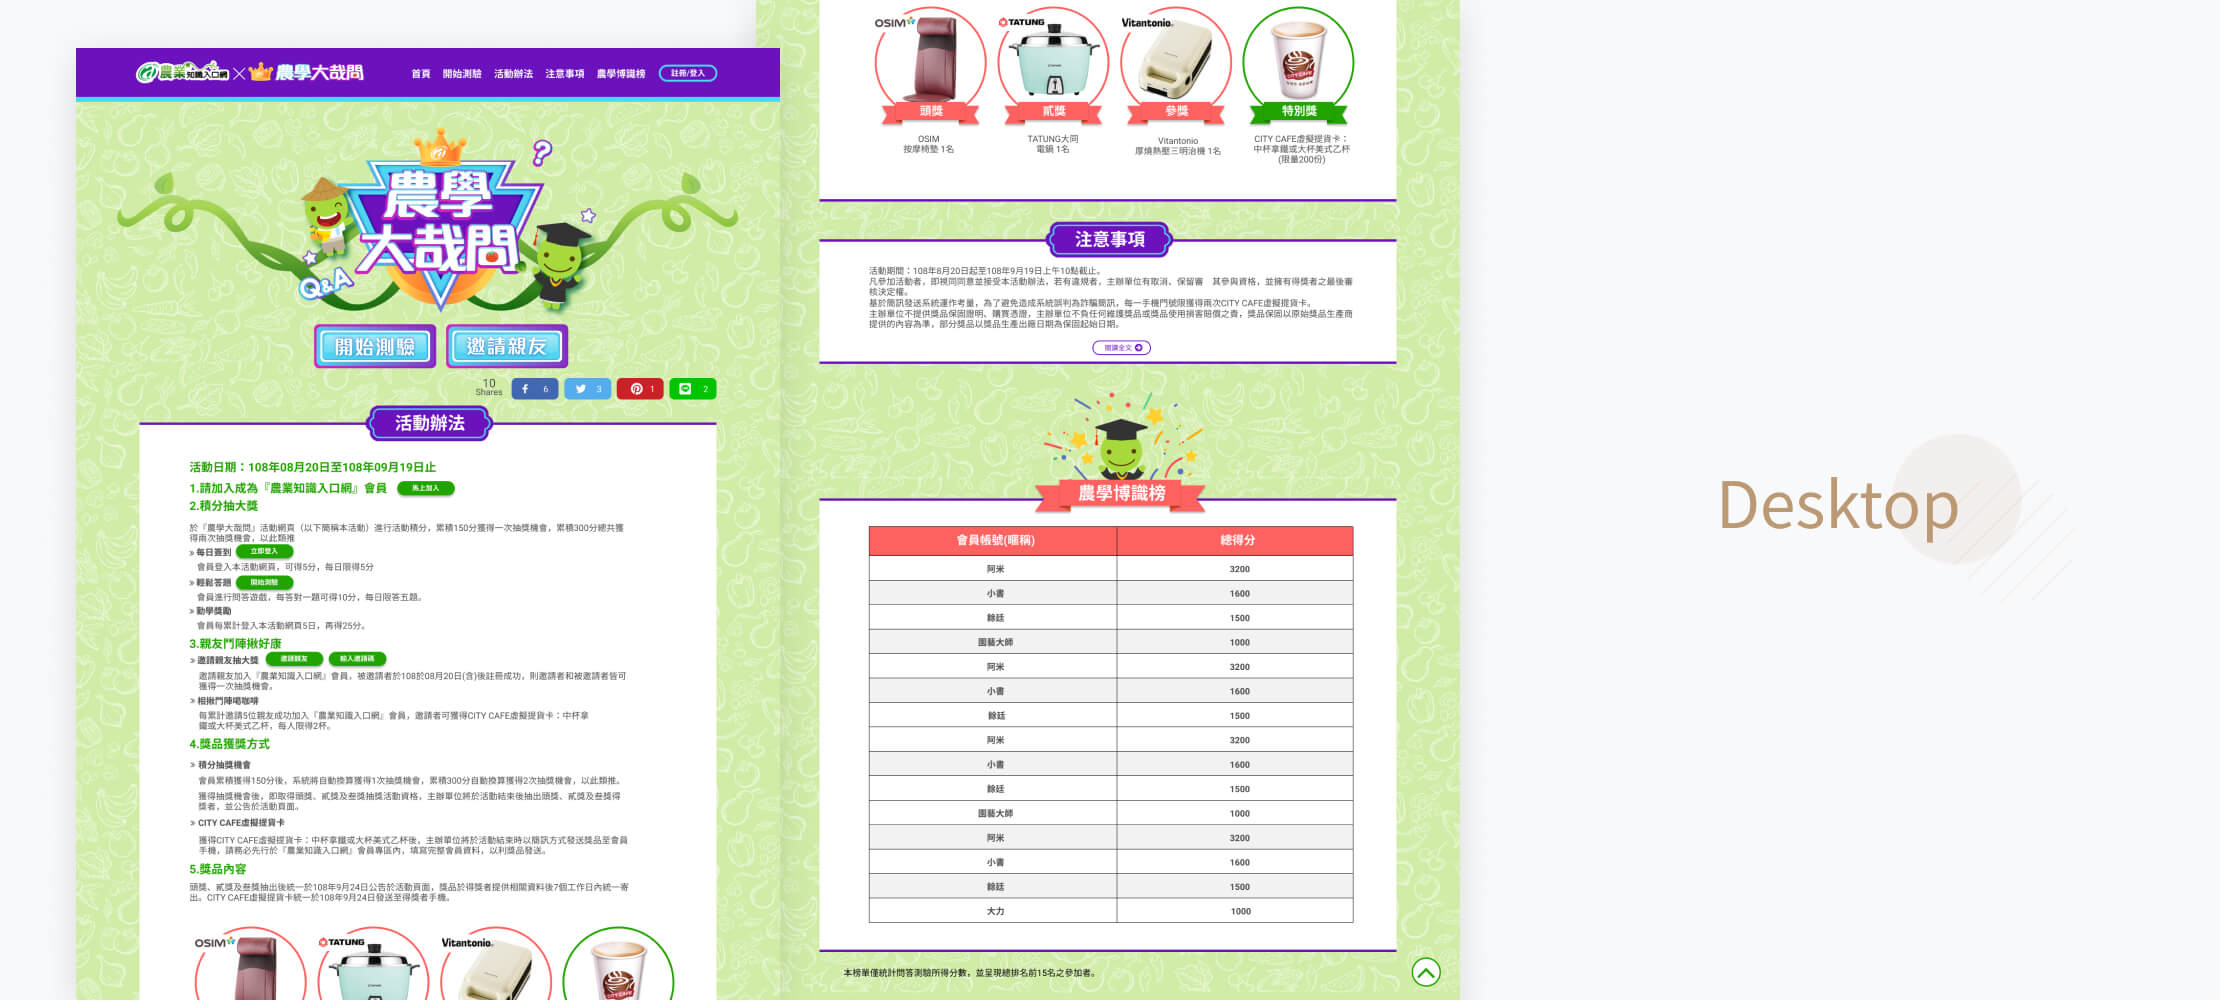 農業知識入口網 × 農學大哉問
首頁 開始測驗 活動辦法 注意事項 農學博識榜 註冊/登入
?
農學
大哉問
Q&A
開始測驗 邀請親友
10
Shares
6 3 1 2
活動辦法
活動日期：108年08月20日至108年09月19日止
1.請加入成為『農業知識入口網』會員 馬上加入
2.積分抽大獎
於『農學大哉問』活動網頁（以下簡稱本活動）進行活動積分，累積150分獲得一次抽獎機會，累積300分總共獲
得兩次抽獎機會，以此類推
» 每日簽到 立即登入
會員登入本活動網頁，可得5分，每日限得5分
» 輕鬆答題 開始測驗
會員進行問答遊戲，每答對一題可得10分，每日限答五題。
» 勤學獎勵
會員每累計登入本活動網頁5日，再得25分。
3.親友鬥陣揪好康
» 邀請親友抽大獎 邀請親友 輸入邀請碼
邀請親友加入『農業知識入口網』會員，被邀請者於108於08月20日(含)後註冊成功，則邀請者和被邀請者皆可
獲得一次抽獎機會。
» 相揪鬥陣喝咖啡
每累計邀請5位親友成功加入『農業知識入口網』會員，邀請者可獲得CITY CAFE虛擬提貨卡：中杯拿
鐵或大杯美式乙杯，每人限得2杯。
4.獎品獲獎方式
» 積分抽獎機會
會員累積獲得150分後，系統將自動換算獲得1次抽獎機會，累積300分自動換算獲得2次抽獎機會，以此類推。
獲得抽獎機會後，即取得頭獎、貳獎及叁獎抽獎活動資格，主辦單位將於活動結束後抽出頭獎、貳獎及叁獎得
獎者，並公告於活動頁面。
» CITY CAFE虛擬提貨卡
獲得CITY CAFE虛擬提貨卡：中杯拿鐵或大杯美式乙杯後，主辦單位將於活動結束時以簡訊方式發送獎品至會員
手機，請務必先行於『農業知識入口網』會員專區內，填寫完整會員資料，以利獎品發送。
5.獎品內容
頭獎、貳獎及叁獎抽出後統一於108年9月24日公告於活動頁面，獎品於得獎者提供相關資料後7個工作日內統一寄
出。CITY CAFE虛擬提貨卡統一於108年9月24日發送至得獎者手機。
OSIM TATUNG Vitantonio
OSIM TATUNG Vitantonio CITY CAFE
頭獎 貳獎 參獎 特別獎
OSIM
按摩椅墊 1名
TATUNG大同
電鍋 1名
Vitantonio
厚燒熱壓三明治機 1名
CITY CAFE虛擬提貨卡：
中杯拿鐵或大杯美式乙杯
(限量200份)
注意事項
活動期間：108年8月20日起至108年9月19日上午10點截止。
凡參加活動者，即視同同意並接受本活動辦法，若有違規者，主辦單位有取消、保留審 其參與資格，並擁有得獎者之最後審
核決定權。
基於簡訊發送系統運作考量，為了避免造成系統誤判為詐騙簡訊，每一手機門號限獲得兩次CITY CAFE虛擬提貨卡。
主辦單位不提供獎品保固證明、購買憑證，主辦單位不負任何維護獎品或獎品使用損害賠償之責，獎品保固以原始獎品生產商
提供的內容為準，部分獎品以獎品生產出廠日期為保固起始日期。
閱讀全文
農學博識榜
會員帳號(暱稱) 總得分
阿米 3200
小書 1600
餘廷 1500
園藝大師 1000
阿米 3200
小書 1600
餘廷 1500
阿米 3200
小書 1600
餘廷 1500
園藝大師 1000
阿米 3200
小書 1600
餘廷 1500
大力 1000
本榜單僅統計問答測驗所得分數，並呈現總排名前15名之參加者。
Desktop